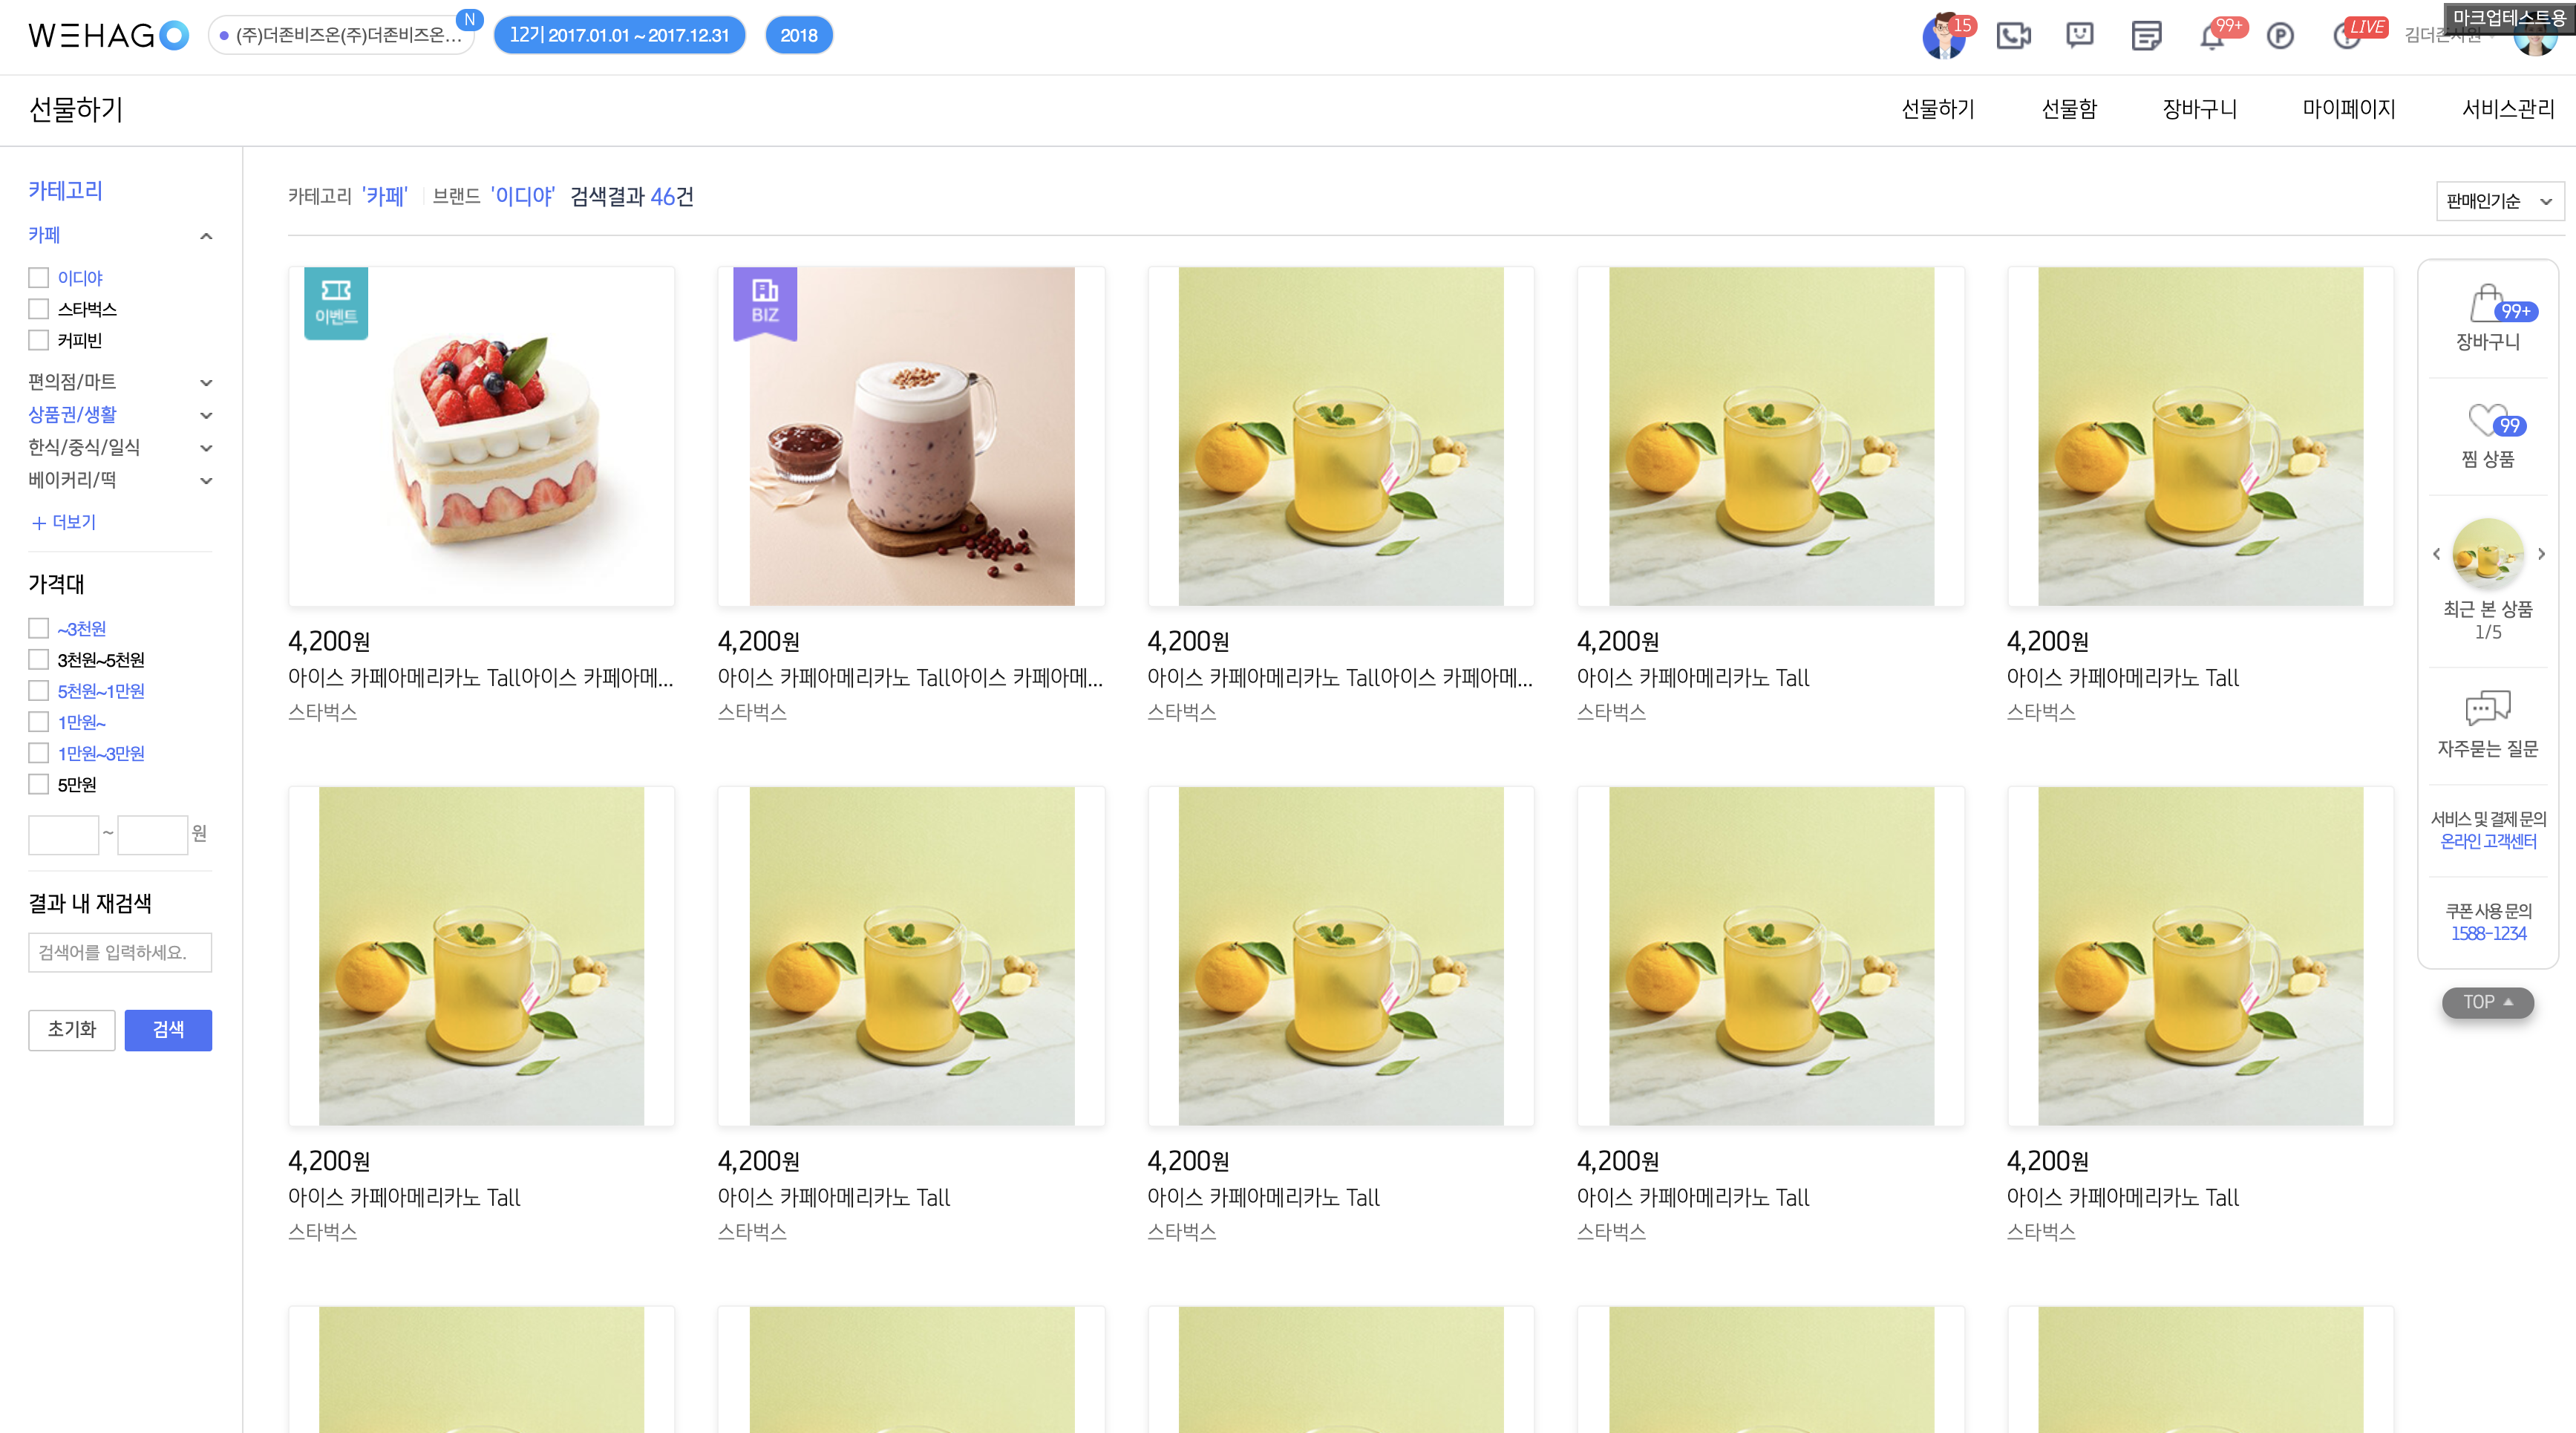 WEHAGO
(주)더존비즈온(주)더존비즈온...
N
12기 2017.01.01 ~ 2017.12.31
2018
15
99+
LIVE
마크업테스트용
선물하기
선물하기
선물함
장바구니
마이페이지
서비스관리
카테고리
카페
이디야
스타벅스
커피빈
편의점/마트
상품권/생활
한식/중식/일식
베이커리/떡
+ 더보기
가격대
~3천원
3천원~5천원
5천원~1만원
1만원~
1만원~3만원
5만원
~ 원
결과 내 재검색
검색어를 입력하세요.
초기화
검색
카테고리 '카페' 브랜드 '이디야' 검색결과 46건
판매인기순
이벤트
4,200원
아이스 카페아메리카노 Tall아이스 카페아메...
스타벅스
BIZ
4,200원
아이스 카페아메리카노 Tall아이스 카페아메...
스타벅스
4,200원
아이스 카페아메리카노 Tall아이스 카페아메...
스타벅스
4,200원
아이스 카페아메리카노 Tall
스타벅스
4,200원
아이스 카페아메리카노 Tall
스타벅스
4,200원
아이스 카페아메리카노 Tall
스타벅스
4,200원
아이스 카페아메리카노 Tall
스타벅스
4,200원
아이스 카페아메리카노 Tall
스타벅스
4,200원
아이스 카페아메리카노 Tall
스타벅스
4,200원
아이스 카페아메리카노 Tall
스타벅스
99+
장바구니
99
찜 상품
최근 본 상품
1/5
자주묻는 질문
서비스 및 결제 문의
온라인 고객센터
쿠폰 사용 문의
1588-1234
TOP